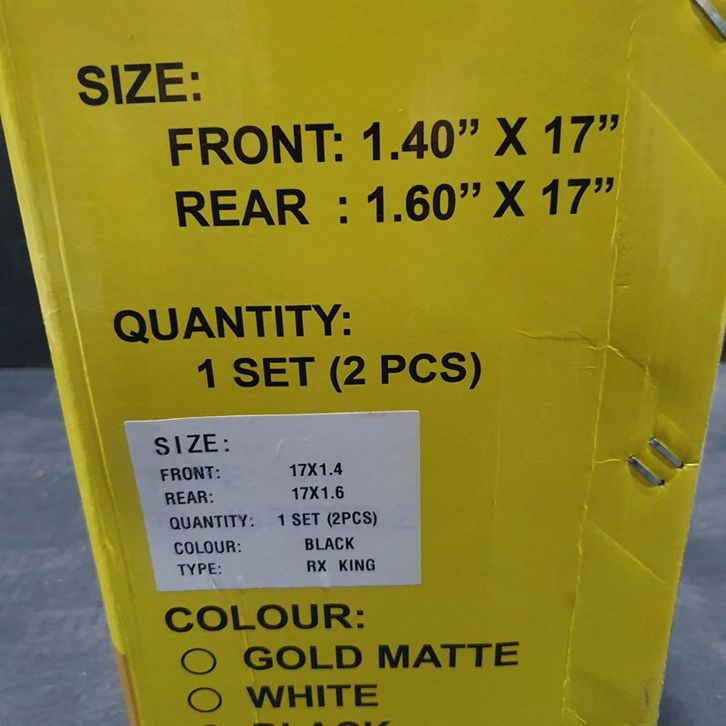 SIZE:
FRONT: 1.40” X 17”
REAR : 1.60” X 17”
QUANTITY:
1 SET (2 PCS)
SIZE:
FRONT: 17X1.4
REAR: 17X1.6
QUANTITY: 1 SET (2PCS)
COLOUR: BLACK
TYPE: RX KING
COLOUR:
GOLD MATTE
WHITE
BLACK